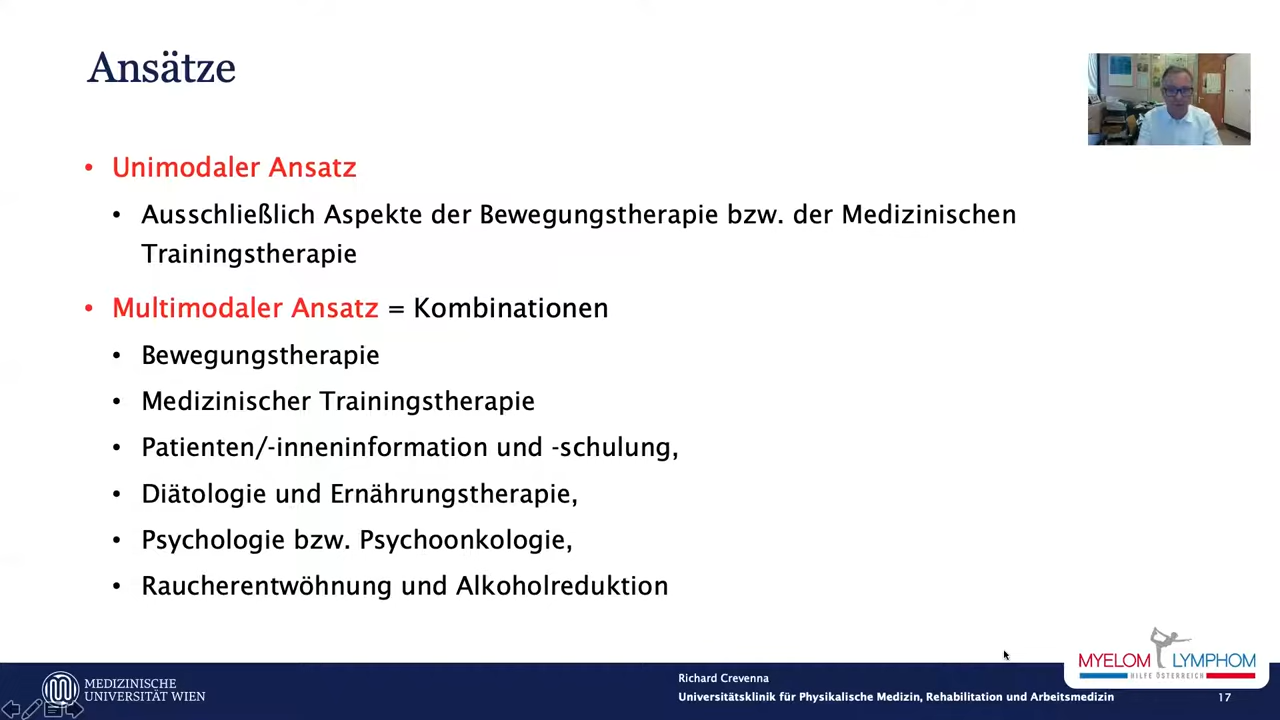 Ansätze
• Unimodaler Ansatz
• Ausschließlich Aspekte der Bewegungstherapie bzw. der Medizinischen
Trainingstherapie
• Multimodaler Ansatz = Kombinationen
• Bewegungstherapie
• Medizinischer Trainingstherapie
• Patienten/-inneninformation und -schulung,
• Diätologie und Ernährungstherapie,
• Psychologie bzw. Psychoonkologie,
• Raucherentwöhnung und Alkoholreduktion
MEDIZINISCHE
UNIVERSITÄT WIEN
Richard Crevenna
Universitätsklinik für Physikalische Medizin, Rehabilitation und Arbeitsmedizin
MYELOM LYMPHOM
HILFE ÖSTERREICH
17